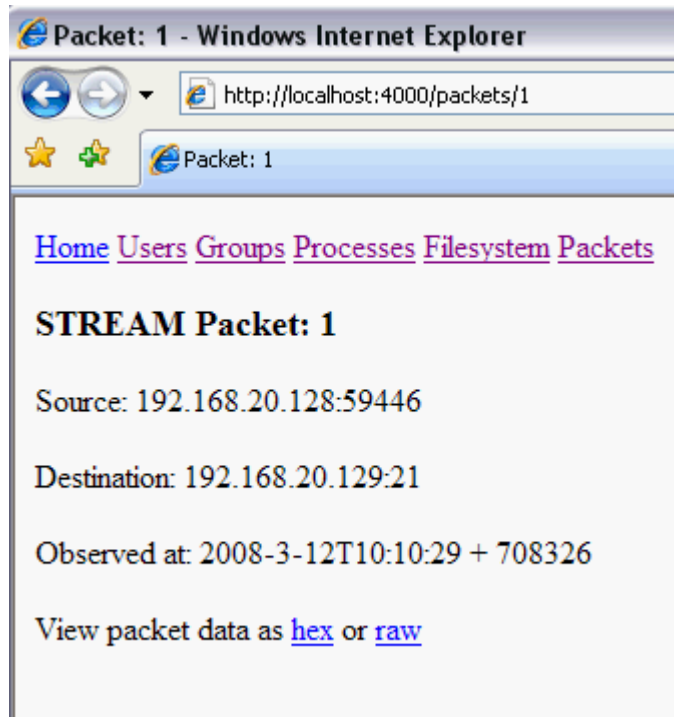 Packet: 1 - Windows Internet Explorer
http://localhost:4000/packets/1
Packet: 1
Home Users Groups Processes Filesystem Packets
STREAM Packet: 1
Source: 192.168.20.128:59446
Destination: 192.168.20.129:21
Observed at: 2008-3-12T10:10:29 + 708326
View packet data as hex or raw